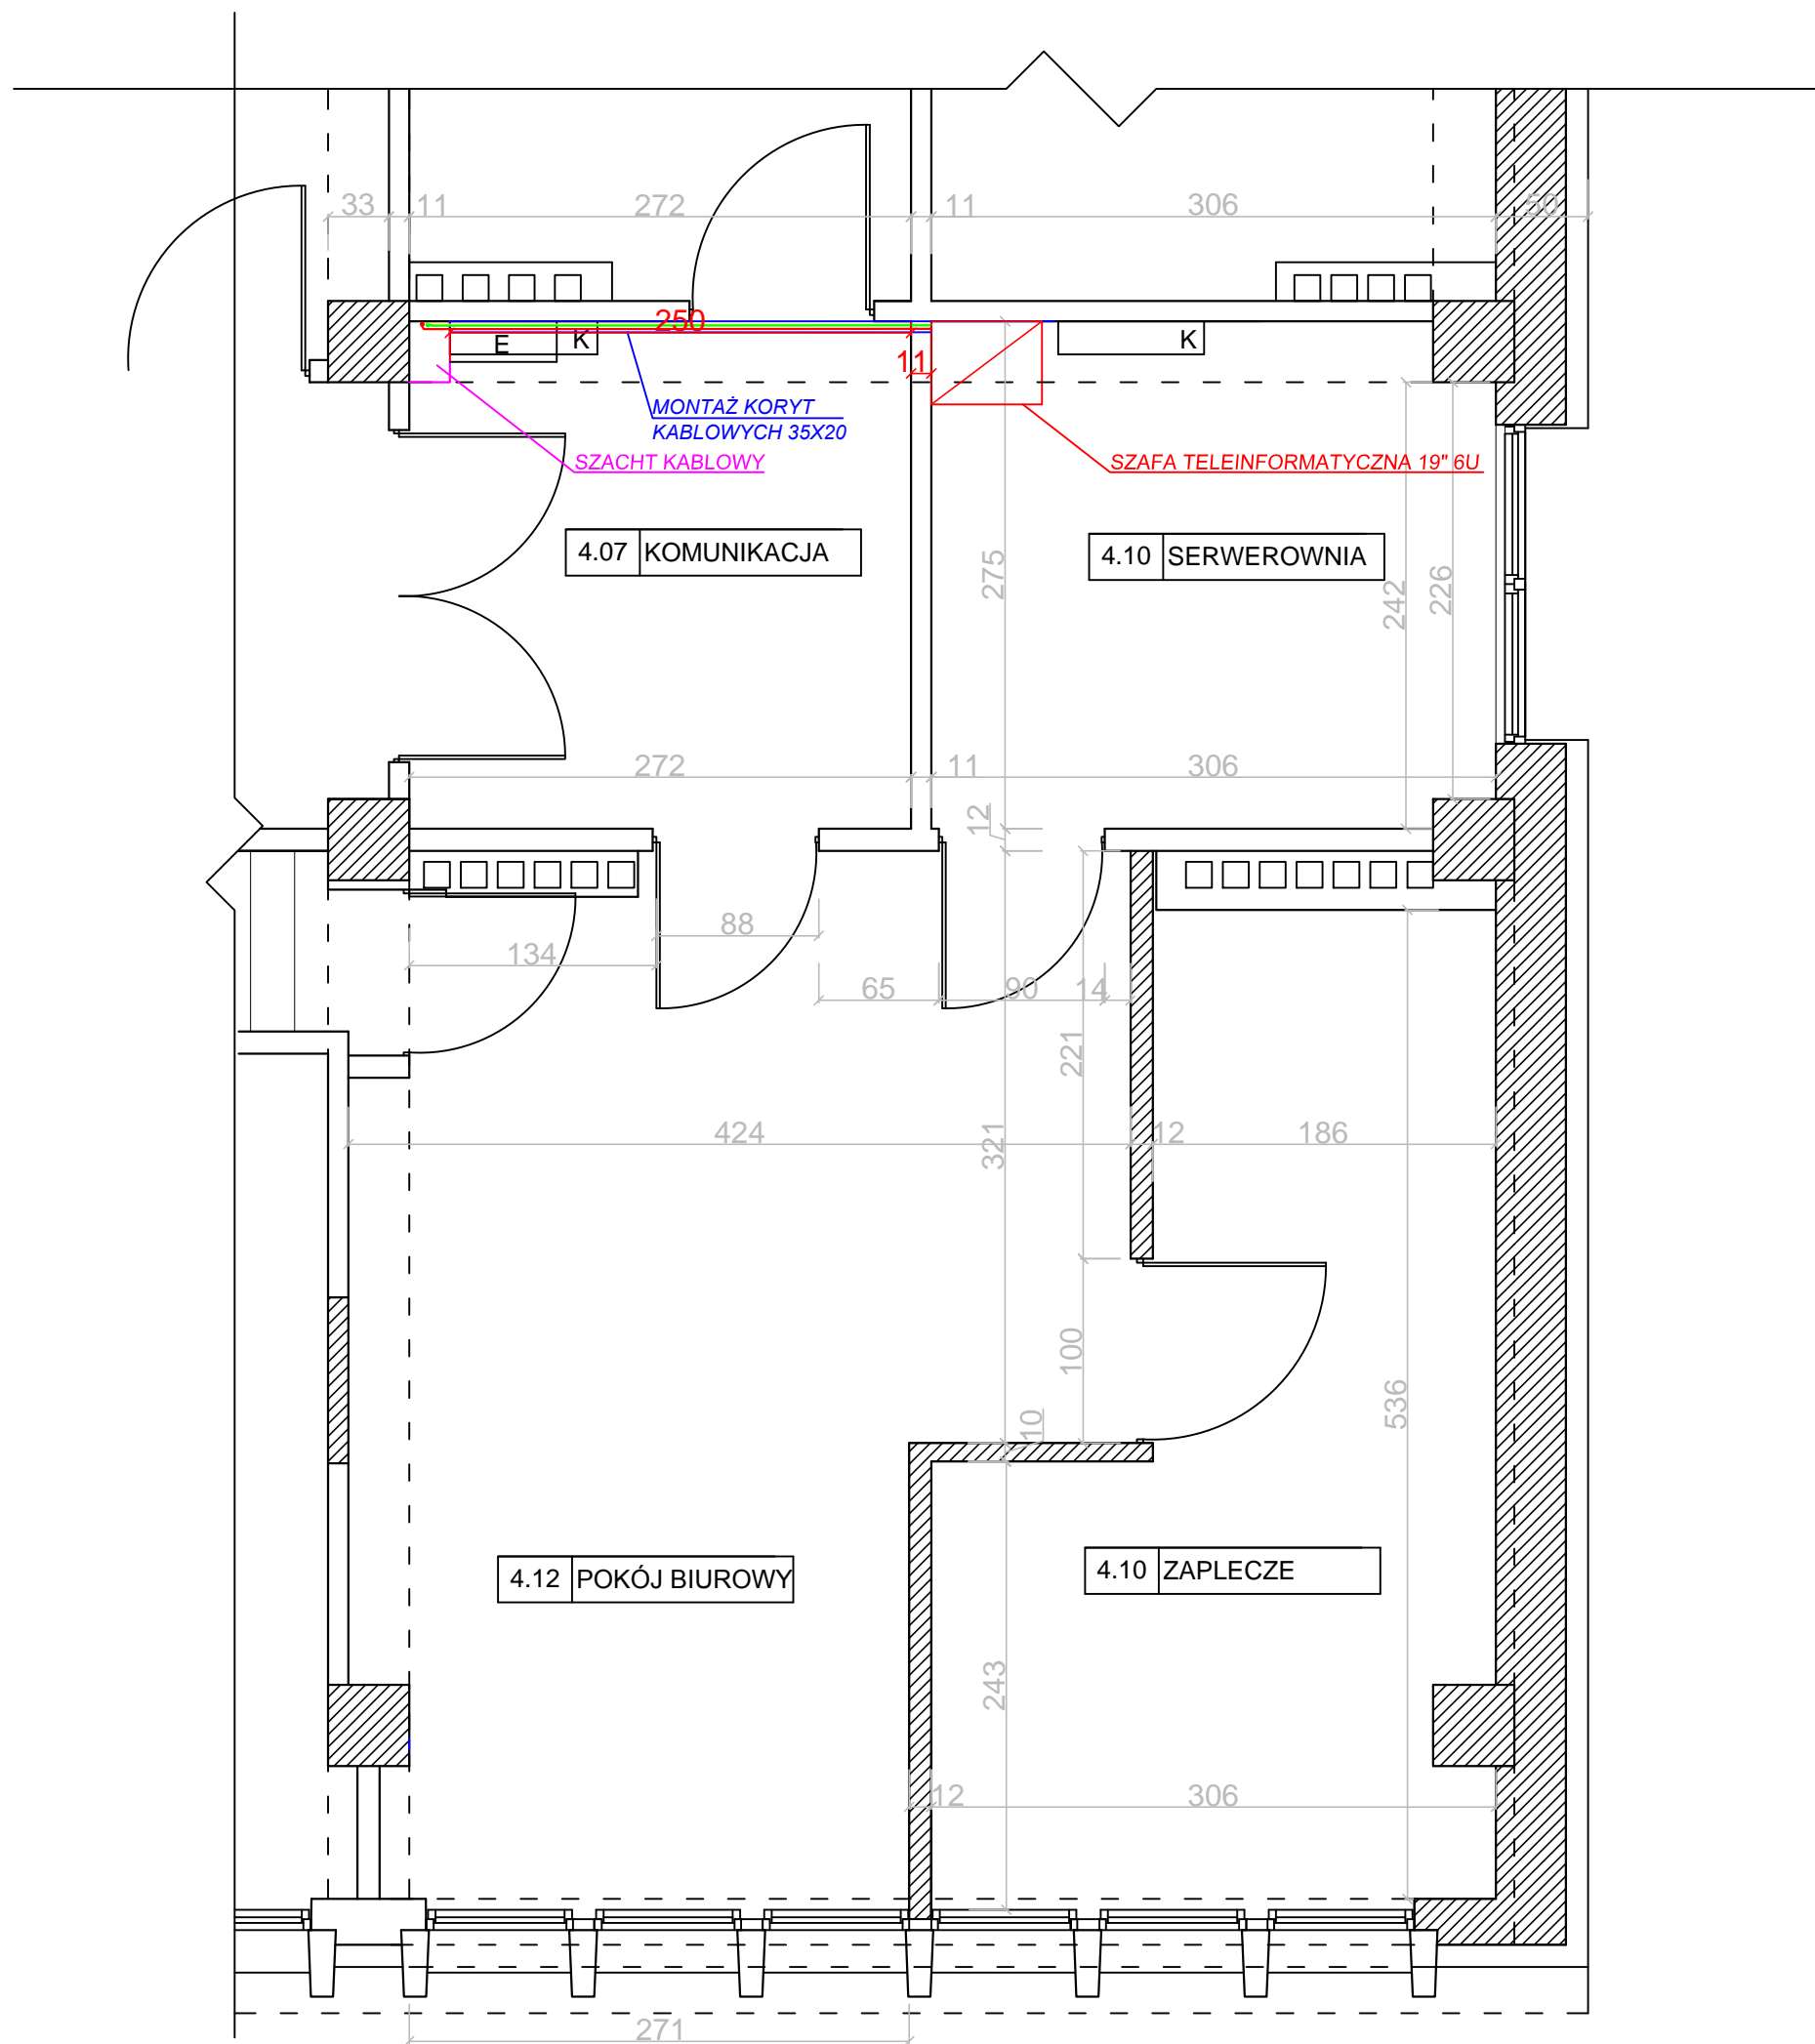 33
11
272
11
306
50
250
E
K
11
K
MONTAŻ KORYT
KABLOWYCH 35X20
SZACHT KABLOWY
SZAFA TELEINFORMATYCZNA 19" 6U
4.07 KOMUNIKACJA
4.10 SERWEROWNIA
275
242
226
272
11
306
12
88
134
65
90
14
221
424
321
12
186
100
536
10
4.12 POKÓJ BIUROWY
4.10 ZAPLECZE
243
12
306
271